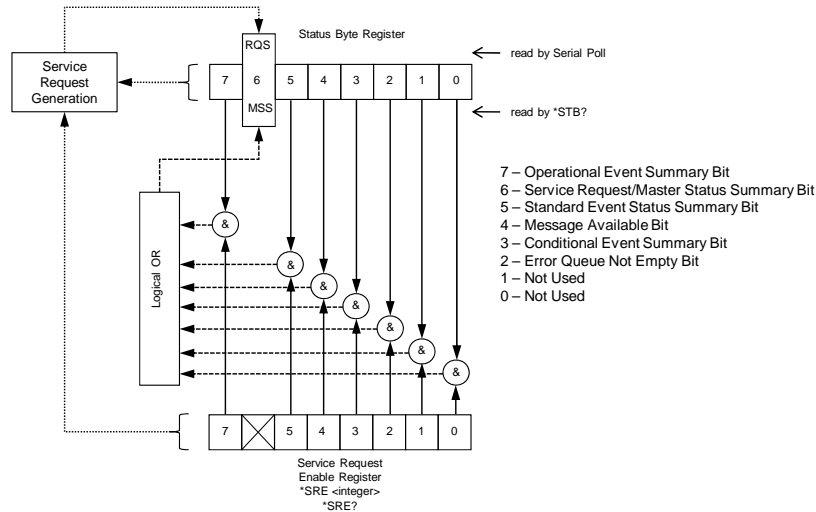 Status Byte Register
read by Serial Poll
RQS
Service
Request
Generation
7 6 5 4 3 2 1 0
MSS
read by *STB?
7 – Operational Event Summary Bit
6 – Service Request/Master Status Summary Bit
5 – Standard Event Status Summary Bit
4 – Message Available Bit
3 – Conditional Event Summary Bit
2 – Error Queue Not Empty Bit
1 – Not Used
0 – Not Used
Logical OR
&
&
&
&
&
&
&
7 5 4 3 2 1 0
Service Request
Enable Register
*SRE <integer>
*SRE?